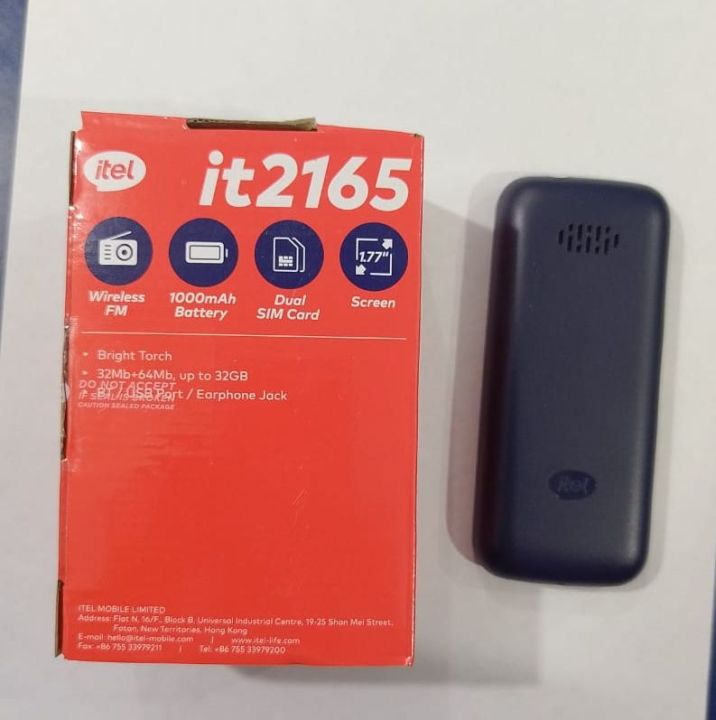 itel
it2165
1.77"
Wireless FM
1000mAh Battery
Dual SIM Card
Screen
Bright Torch
32Mb+64Mb, up to 32GB
BT / USB Port / Earphone Jack
DO NOT ACCEPT
IF SEAL IS BROKEN
CAUTION SEALED PACKAGE
itel
ITEL MOBILE LIMITED
Address: Flat N, 16/F., Block B, Universal Industrial Centre, 19-25 Shan Mei Street,
Fotan, New Territories, Hong Kong
E-mail: hello@itel-mobile.com | www.itel-life.com
Fax: +86 755 33979211 | Tel: +86 755 33979200